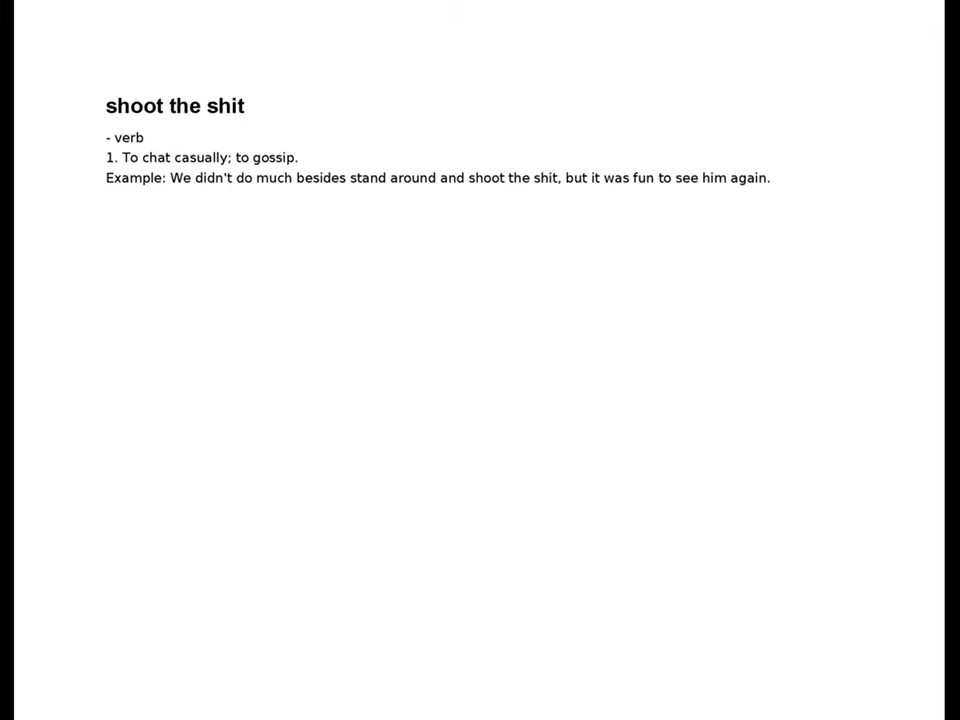 shoot the shit
- verb
1. To chat casually; to gossip.
Example: We didn't do much besides stand around and shoot the shit, but it was fun to see him again.